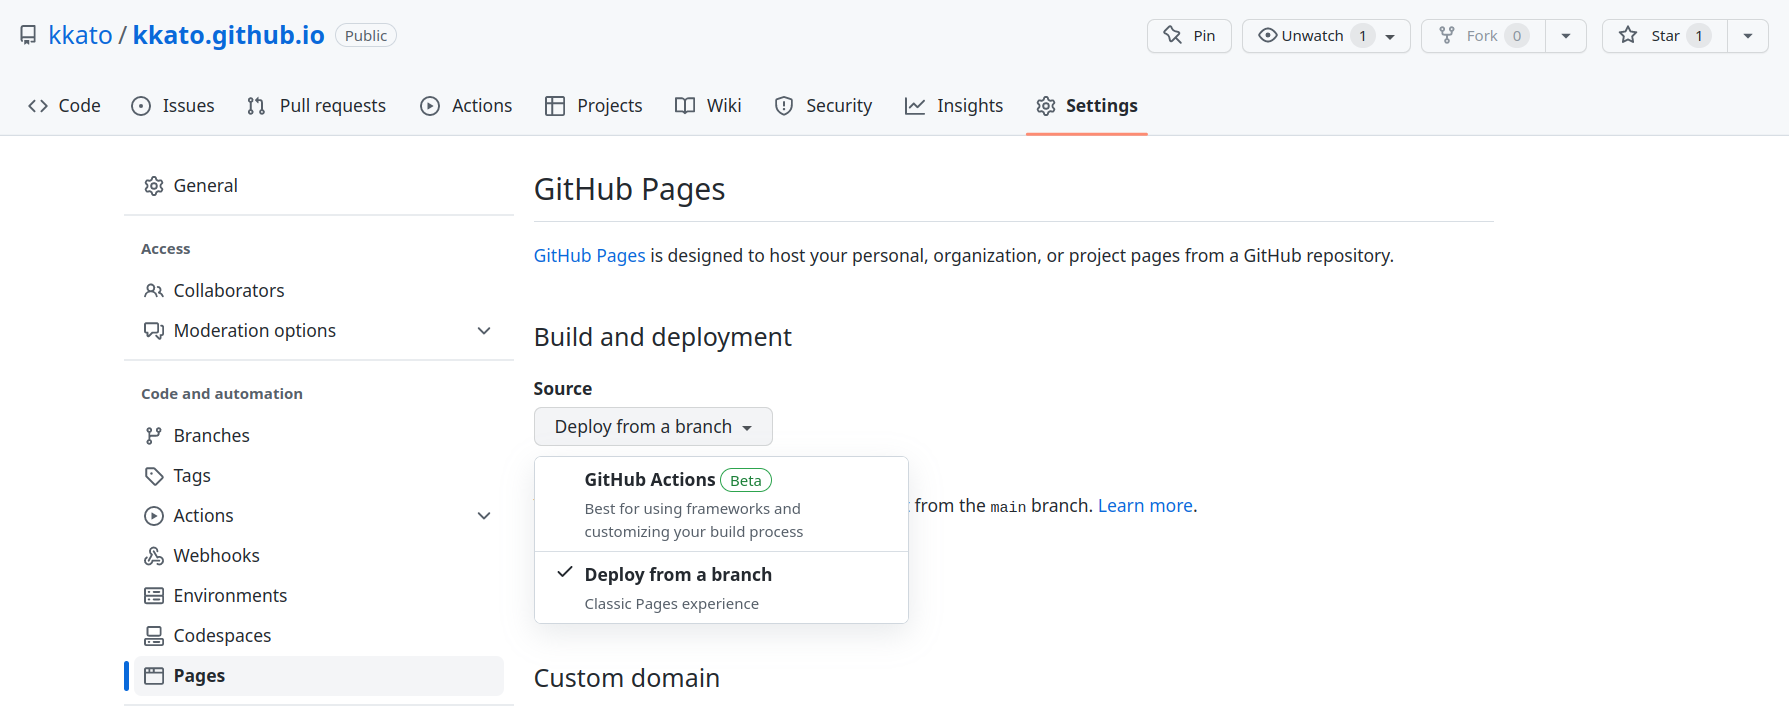 kkato / kkato.github.io Public Pin Unwatch 1 Fork 0 Star 1
Code Issues Pull requests Actions Projects Wiki Security Insights Settings
General
Access
Collaborators
Moderation options
Code and automation
Branches
Tags
Actions
Webhooks
Environments
Codespaces
Pages
GitHub Pages
GitHub Pages is designed to host your personal, organization, or project pages from a GitHub repository.
Build and deployment
Source
Deploy from a branch
GitHub Actions Beta
Best for using frameworks and
customizing your build process
Deploy from a branch
Classic Pages experience
from the main branch. Learn more.
Custom domain